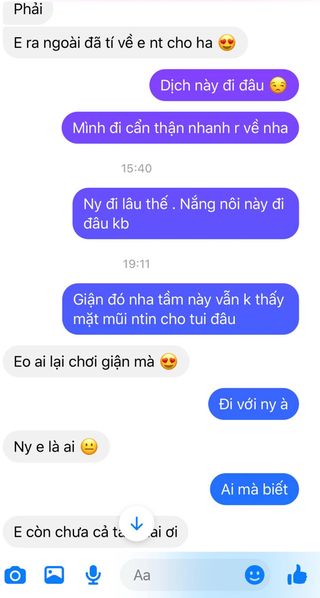 Phải
E ra ngoài đã tí về e nt cho ha 😍
Dịch này đi đâu 😒
Mình đi cẩn thận nhanh r về nha
15:40
Ny đi lâu thế . Nắng nôi này đi
đâu kb
19:11
Giận đó nha tầm này vẫn k thấy
mặt mũi ntin cho tui đâu
Eo ai lại chơi giận mà 😍
Đi với ny à
Ny e là ai 😐
Ai mà biết
E còn chưa cả ơi
Aa